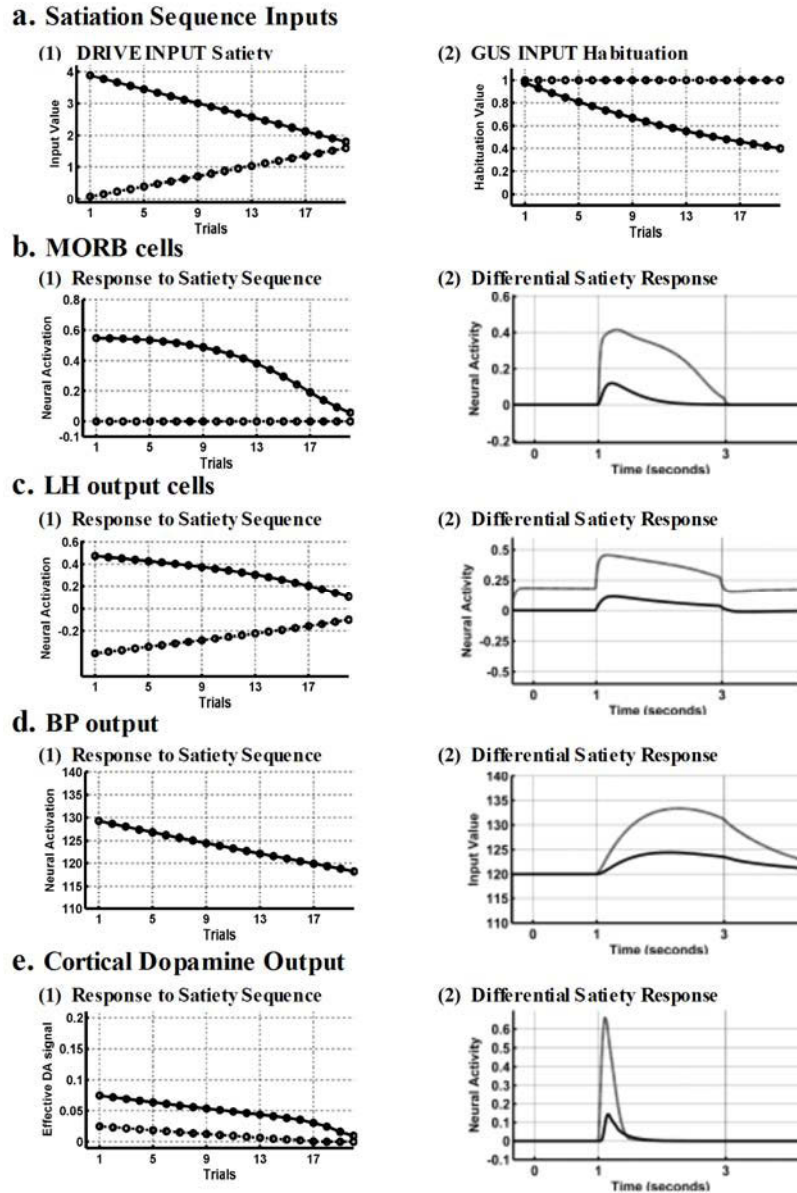 a. Satiation Sequence Inputs
(1) DRIVE INPUT Satiety
Input Value
4
3
2
1
0
1 5 9 13 17
Trials
(2) GUS INPUT Habituation
Habituation Value
1
0.8
0.6
0.4
0.2
0
1 5 9 13 17
Trials
b. MORB cells
(1) Response to Satiety Sequence
Neural Activation
0.8
0.6
0.4
0.2
0
-0.1
1 5 9 13 17
Trials
(2) Differential Satiety Response
Neural Activity
0.6
0.4
0.2
0
-0.2
0 1 3
Time (seconds)
c. LH output cells
(1) Response to Satiety Sequence
Neural Activation
0.6
0.4
0.2
0
-0.2
1 5 9 13 17
Trials
(2) Differential Satiety Response
Neural Activity
0.5
0.25
0
-0.25
-0.5
0 1 3
Time (seconds)
d. BP output
(1) Response to Satiety Sequence
Neural Activation
140
135
130
125
120
115
110
1 5 9 13 17
Trials
(2) Differential Satiety Response
Input Value
140
135
130
125
120
115
110
0 1 3
Time (seconds)
e. Cortical Dopamine Output
(1) Response to Satiety Sequence
Effective DA signal
0.2
0.15
0.1
0.05
0
1 5 9 13 17
Trials
(2) Differential Satiety Response
Neural Activity
0.6
0.5
0.4
0.3
0.2
0.1
0
-0.1
0 1 3
Time (seconds)